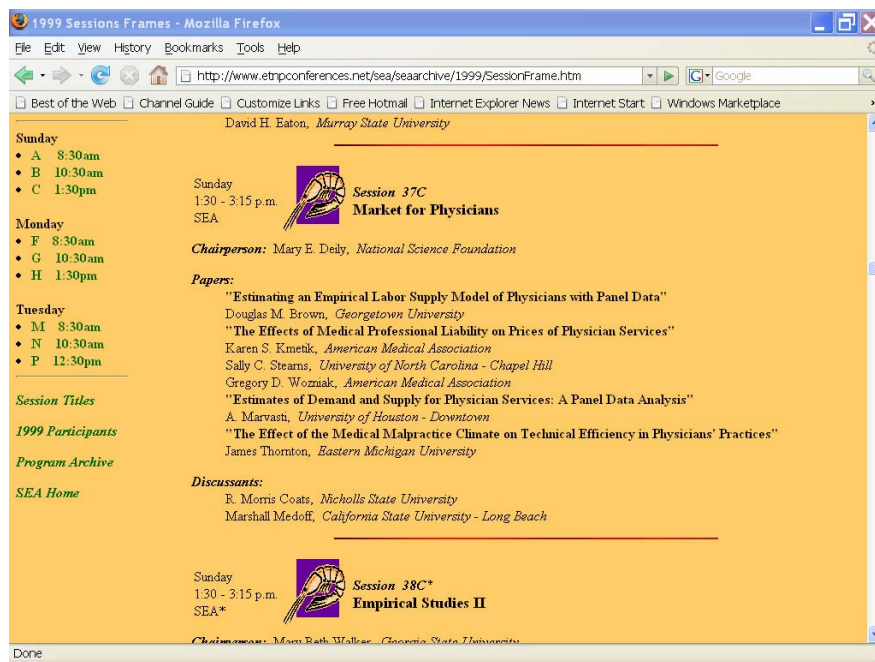 1999 Sessions Frames - Mozilla Firefox
File Edit View History Bookmarks Tools Help
http://www.etnpconferences.net/sea/seaarchive/1999/SessionFrame.htm
Google
Best of the Web Channel Guide Customize Links Free Hotmail Internet Explorer News Internet Start Windows Marketplace
Sunday
• A 8:30am
• B 10:30am
• C 1:30pm
Monday
• F 8:30am
• G 10:30am
• H 1:30pm
Tuesday
• M 8:30am
• N 10:30am
• P 12:30pm
Session Titles
1999 Participants
Program Archive
SEA Home
David H. Eaton, Murray State University
Sunday
1:30 - 3:15 p.m.
SEA
Session 37C
Market for Physicians
Chairperson: Mary E. Deily, National Science Foundation
Papers:
"Estimating an Empirical Labor Supply Model of Physicians with Panel Data"
Douglas M. Brown, Georgetown University
"The Effects of Medical Professional Liability on Prices of Physician Services"
Karen S. Kmetik, American Medical Association
Sally C. Stearns, University of North Carolina - Chapel Hill
Gregory D. Wozniak, American Medical Association
"Estimates of Demand and Supply for Physician Services: A Panel Data Analysis"
A. Marvasti, University of Houston - Downtown
"The Effect of the Medical Malpractice Climate on Technical Efficiency in Physicians' Practices"
James Thornton, Eastern Michigan University
Discussants:
R. Morris Coats, Nicholls State University
Marshall Medoff, California State University - Long Beach
Sunday
1:30 - 3:15 p.m.
SEA*
Session 38C*
Empirical Studies II
Chairperson: Mary Beth Walker, Georgia State University
Done